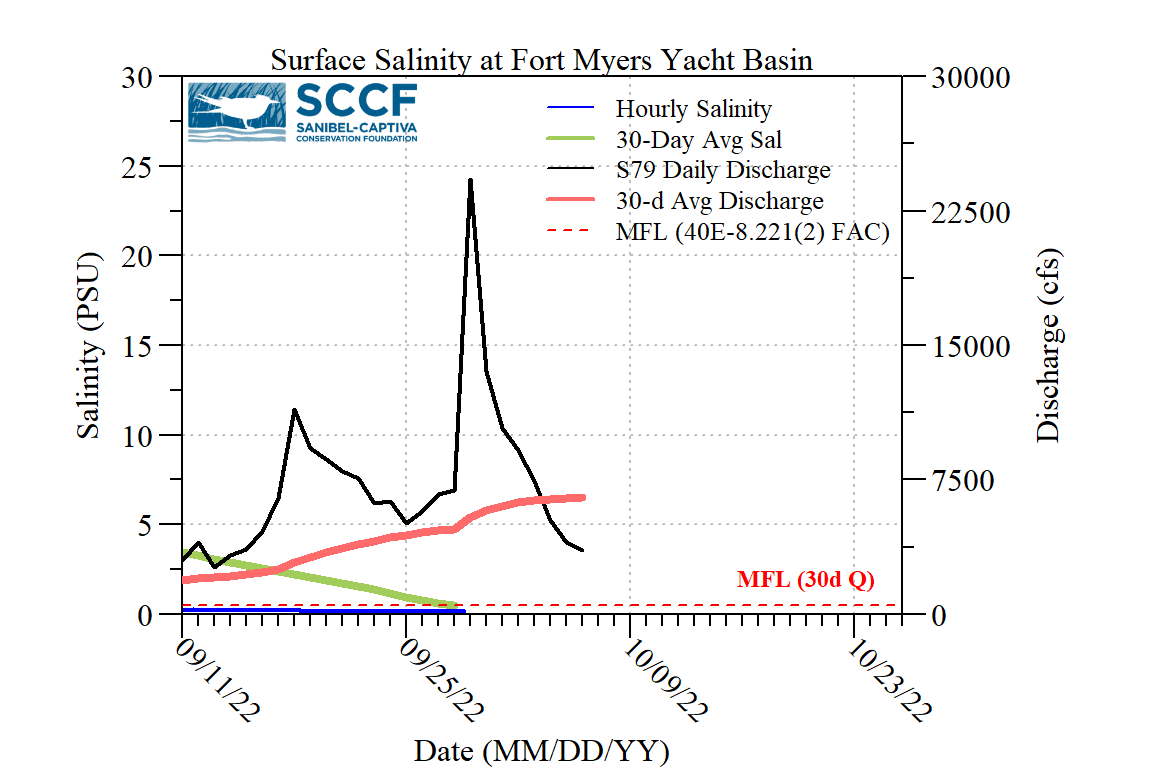 Surface Salinity at Fort Myers Yacht Basin
SCCF
SANIBEL-CAPTIVA
CONSERVATION FOUNDATION
Hourly Salinity
30-Day Avg Sal
S79 Daily Discharge
30-d Avg Discharge
MFL (40E-8.221(2) FAC)
30
25
20
15
10
5
0
Salinity (PSU)
30000
22500
15000
7500
0
Discharge (cfs)
MFL (30d Q)
09/11/22
09/25/22
10/09/22
10/23/22
Date (MM/DD/YY)